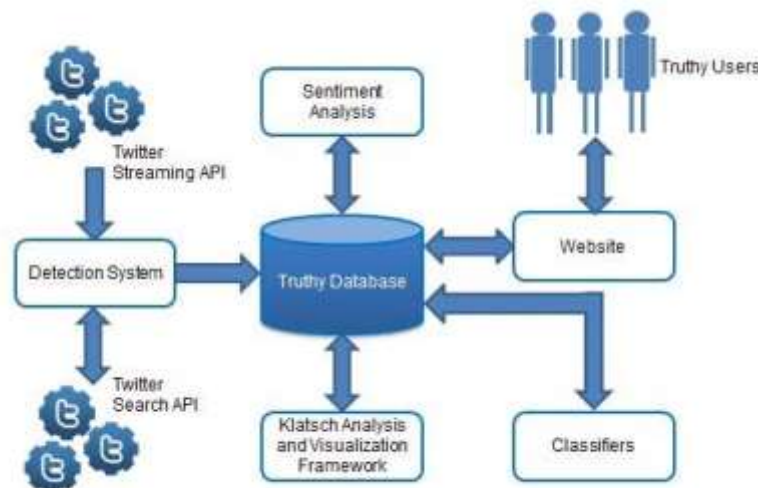 Twitter
Streaming API
Sentiment
Analysis
Truthy Users
Detection System
Truthy Database
Website
Twitter
Search API
Klatsch Analysis
and Visualization
Framework
Classifiers